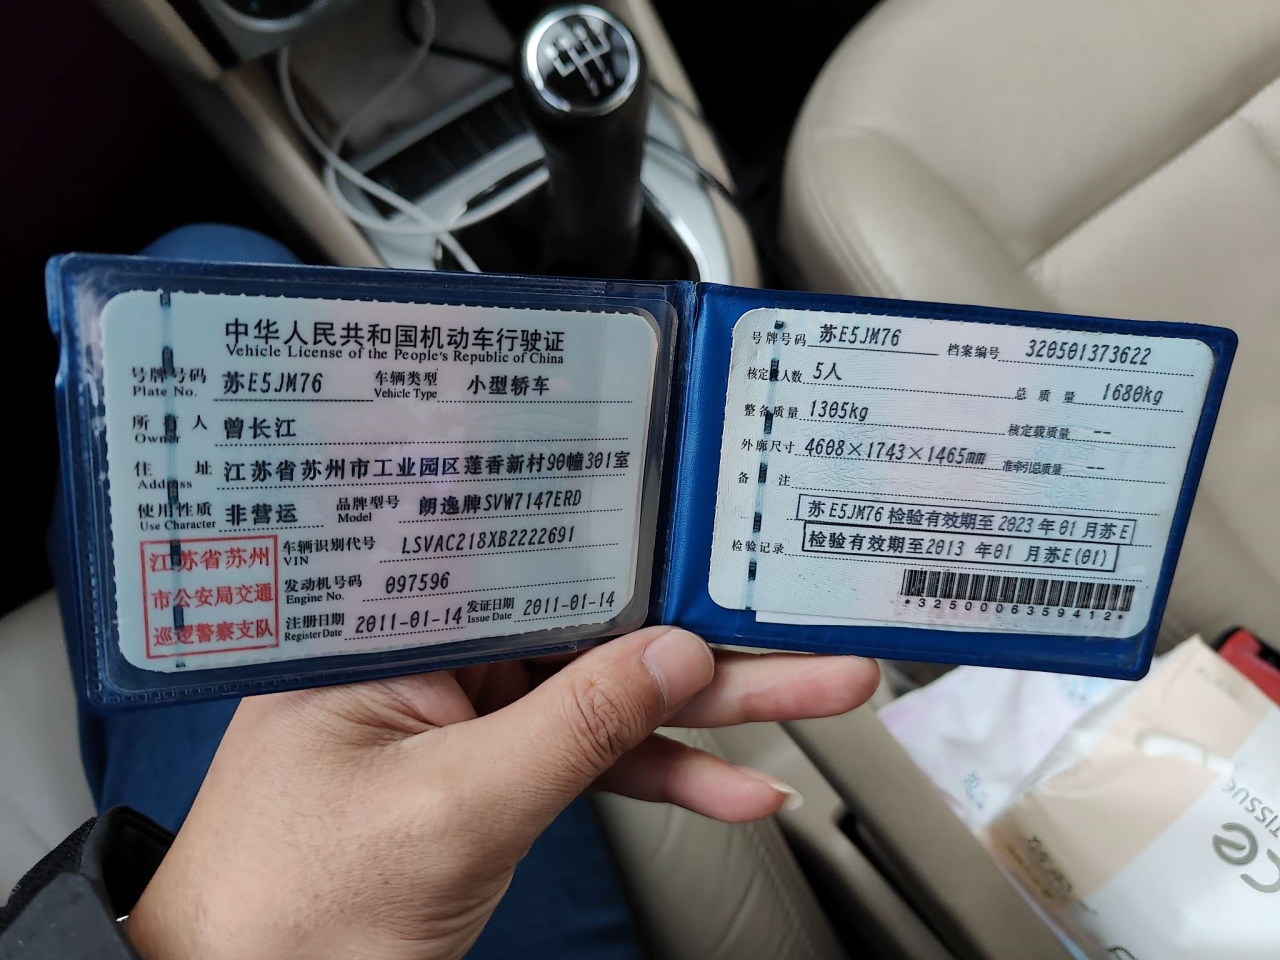 中华人民共和国机动车行驶证
Vehicle License of the People's Republic of China
号牌号码 苏E5JM76 车辆类型 小型轿车
Plate No. Vehicle Type
所有人 曾长江
Owner
住址 江苏省苏州市工业园区莲香新村90幢301室
Address
使用性质 非营运 品牌型号 朗逸牌SVW7147ERD
Use Character Model
江苏省苏州
市公安局交通
巡逻警察支队
车辆识别代号 LSVAC218XB2222691
VIN
发动机号码 097596
Engine No.
注册日期 2011-01-14 发证日期 2011-01-14
Register Date Issue Date
号牌号码 苏E5JM76 档案编号 320501373622
核定载人数 5人 总质量 1680kg
整备质量 1305kg 核定载质量 --
外廓尺寸 4608×1743×1465mm 准牵引总质量 --
备注
苏E5JM76 检验有效期至 2023 年 01 月苏 E
检验记录 检验有效期至2013 年01 月苏E(01)
*3250006359412*
TISSUE